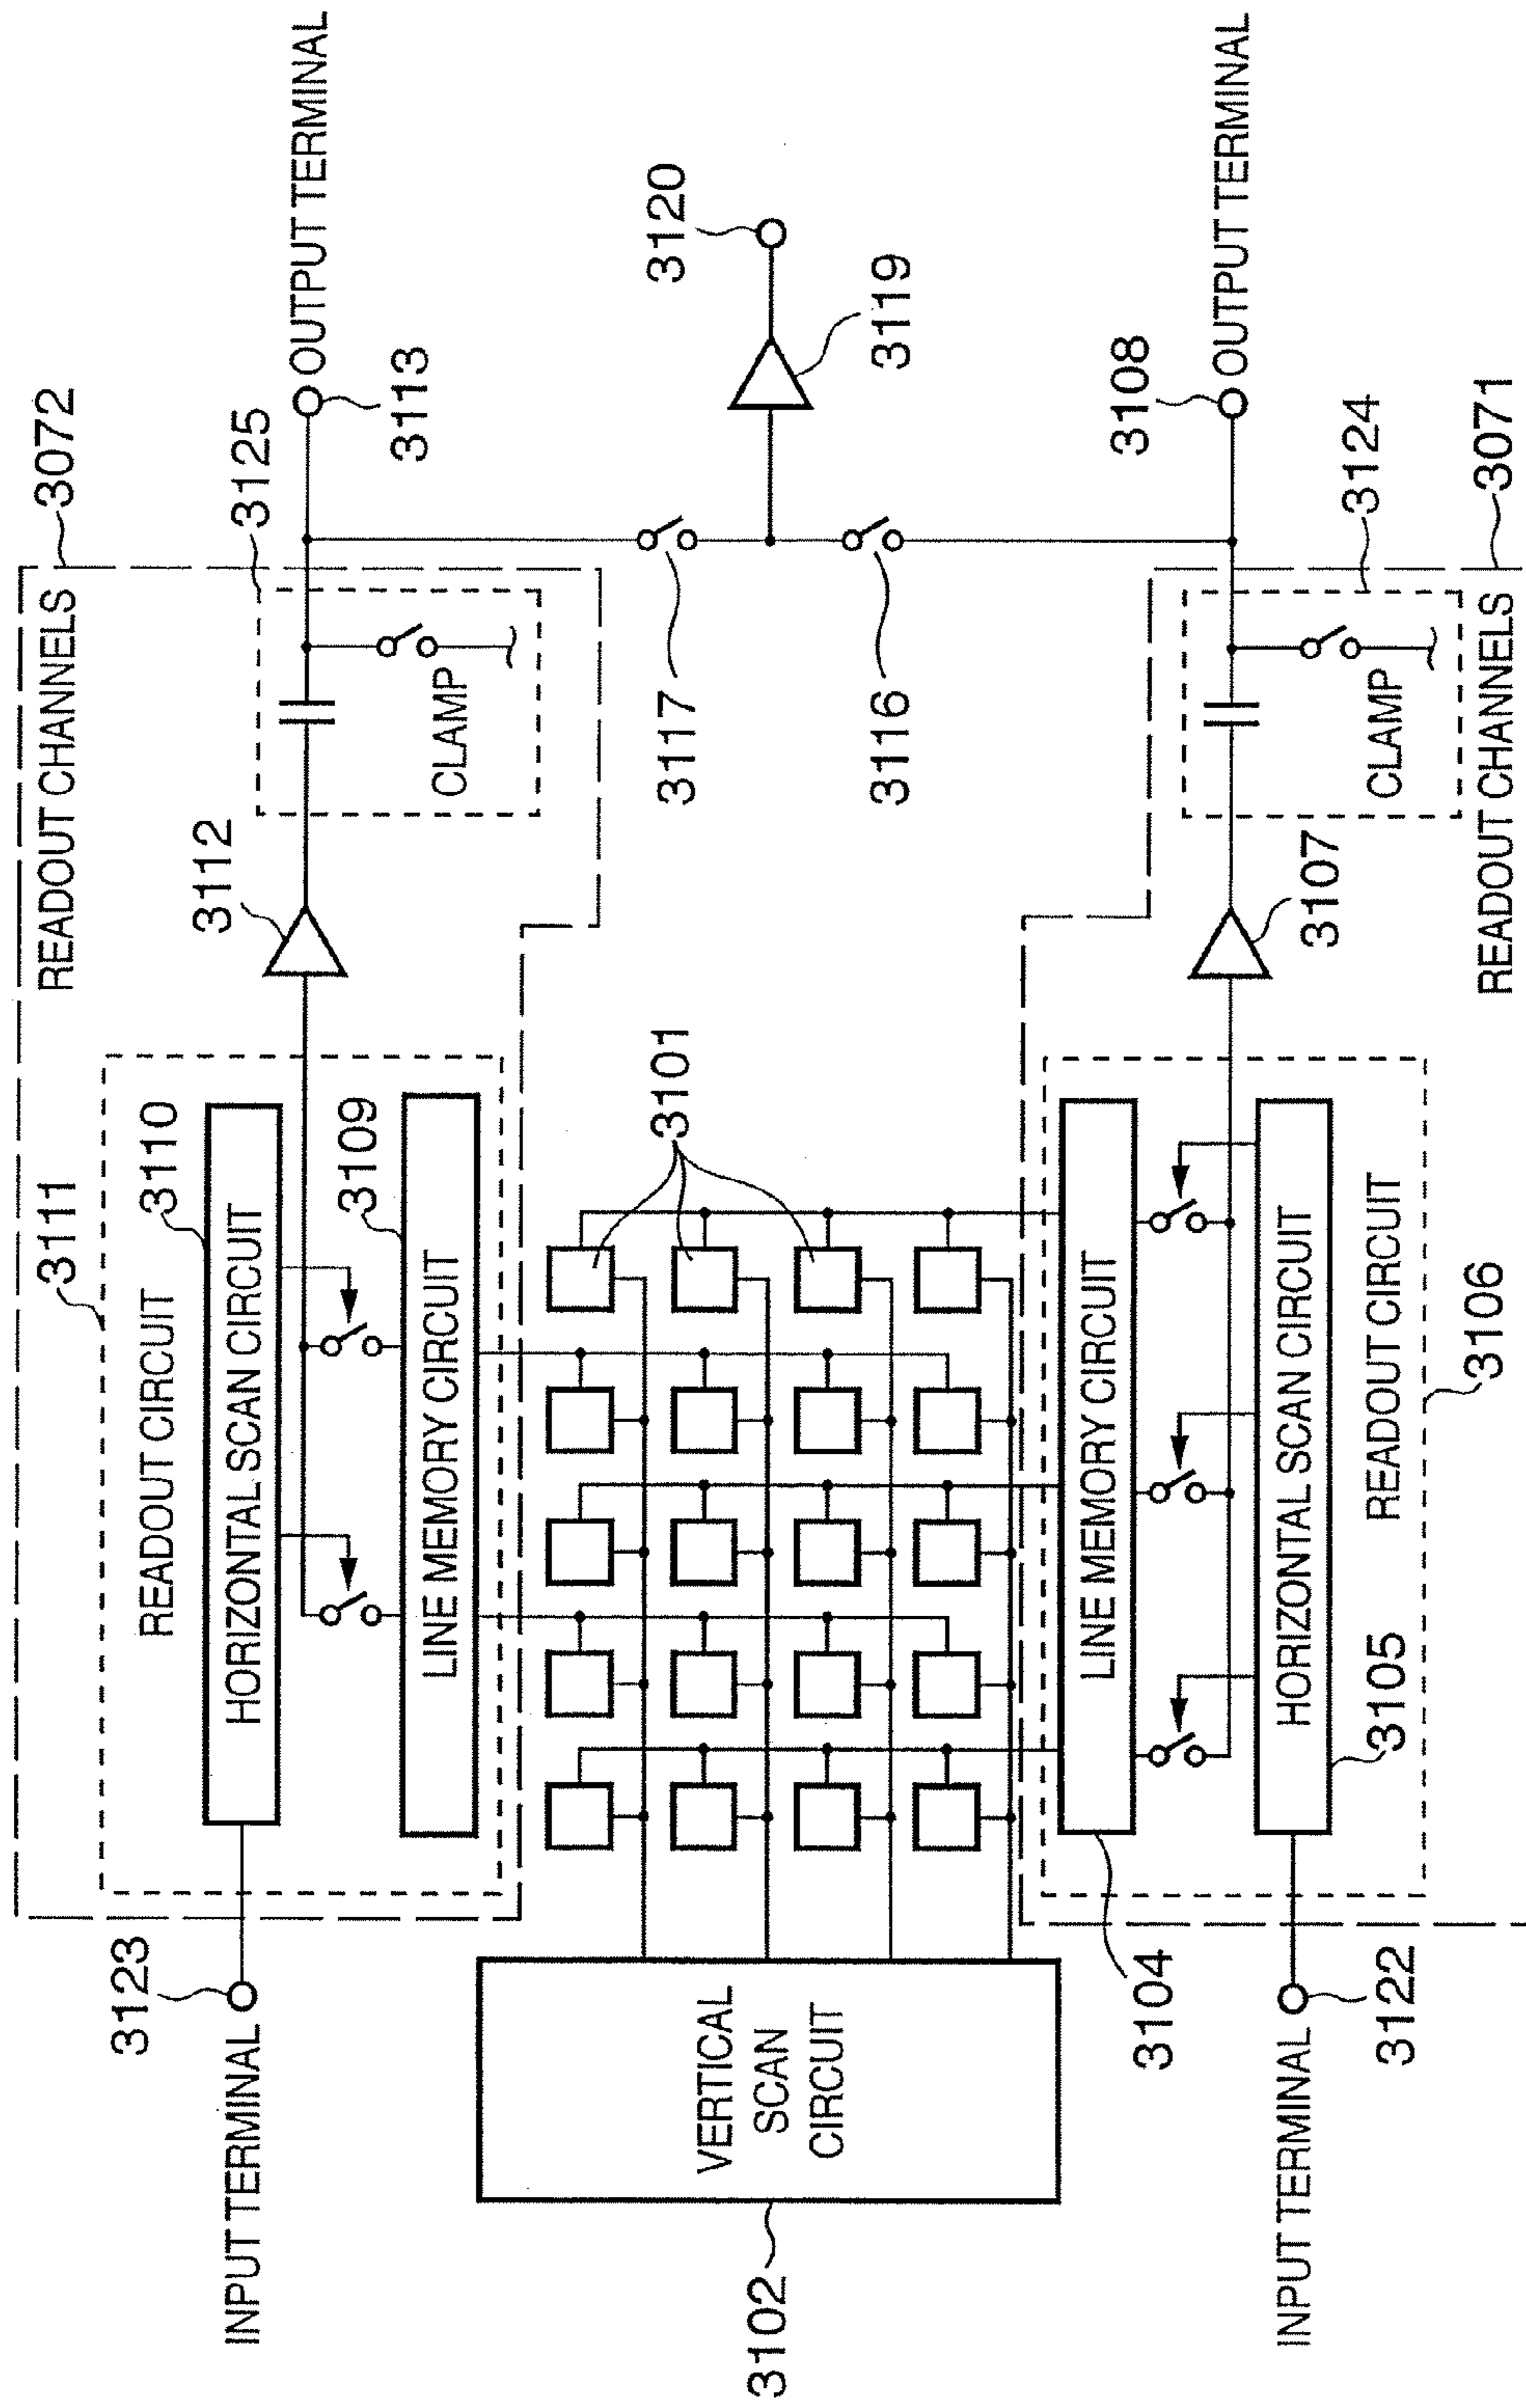 3072
READOUT CHANNELS
3111
READOUT CIRCUIT
3110
HORIZONTAL SCAN CIRCUIT
3109
LINE MEMORY CIRCUIT
3112
3125
CLAMP
3113
OUTPUT TERMINAL
3123
INPUT TERMINAL
3117
3116
3120
3119
3101
VERTICAL
SCAN
CIRCUIT
3102
3104
LINE MEMORY CIRCUIT
HORIZONTAL SCAN CIRCUIT
3105
READOUT CIRCUIT
3106
3107
3108
OUTPUT TERMINAL
3124
CLAMP
3071
READOUT CHANNELS
INPUT TERMINAL
3122